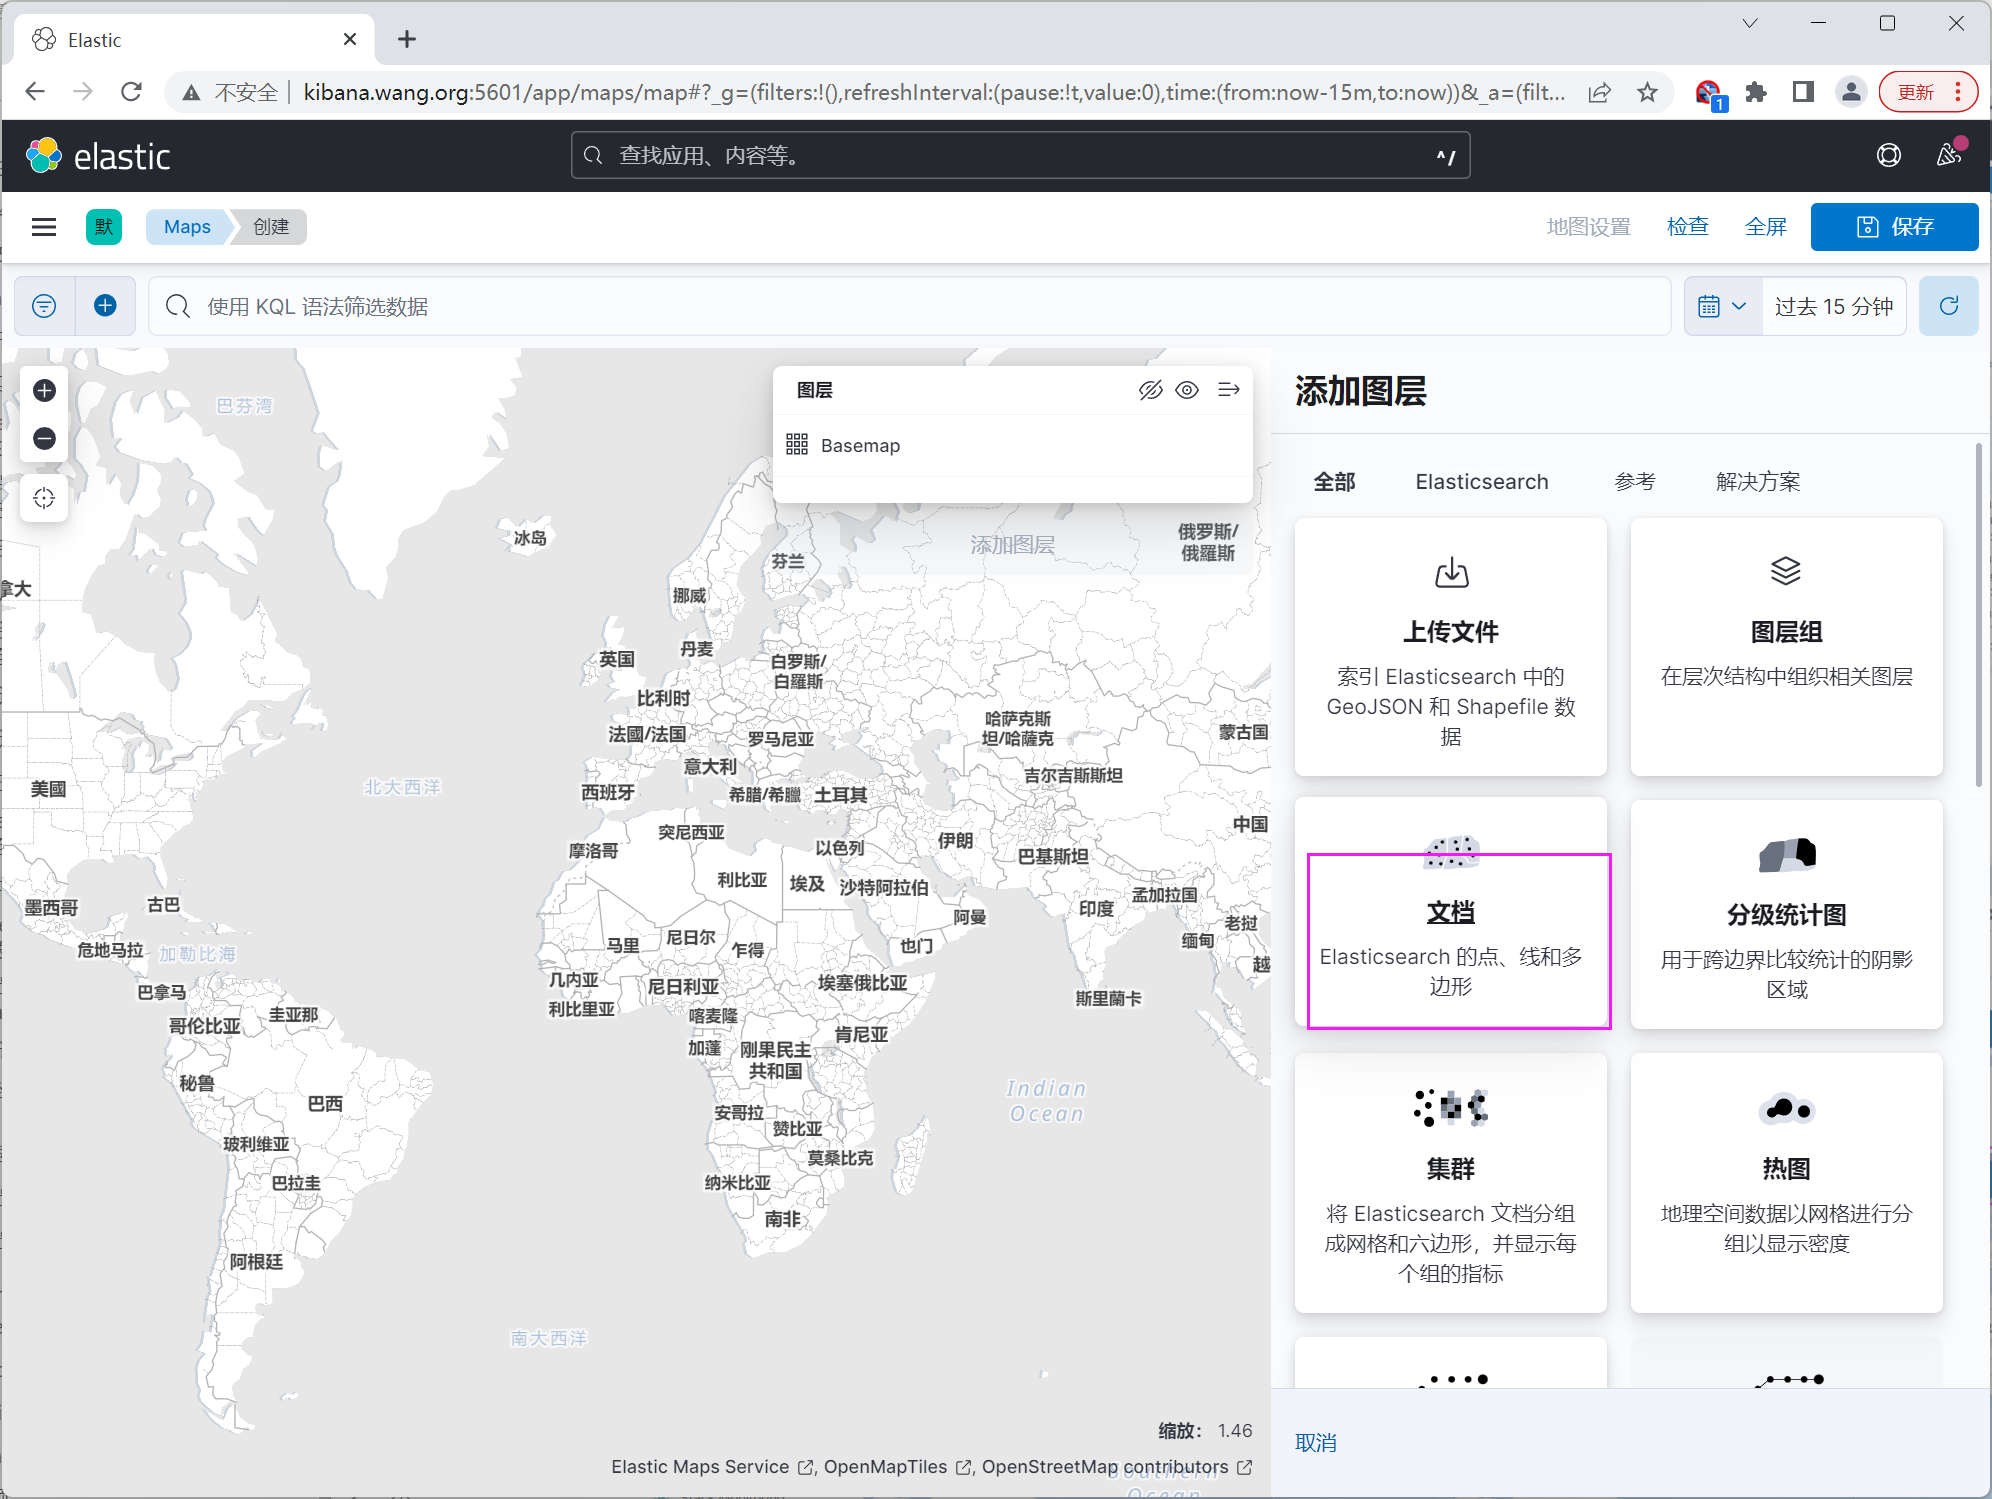 Elastic
不安全
kibana.wang.org:5601/app/maps/map#?_g=(filters:!(),refreshInterval:(pause:!t,value:0),time:(from:now-15m,to:now))&_a=(filt...
1
更新
elastic
查找应用、内容等。
^/
默
Maps
创建
地图设置
检查
全屏
保存
使用 KQL 语法筛选数据
过去 15 分钟
图层
Basemap
添加图层
巴芬湾
冰岛
俄罗斯/
俄羅斯
芬兰
拿大
挪威
丹麦
英国
白罗斯/
白羅斯
比利时
哈萨克斯
坦/哈薩克
法國/法国
罗马尼亚
蒙古国
意大利
吉尔吉斯斯坦
美國
北大西洋
西班牙
希腊/希臘
土耳其
突尼西亚
中国
摩洛哥
以色列
伊朗
巴基斯坦
利比亚
埃及
沙特阿拉伯
孟加拉国
墨西哥
古巴
阿曼
印度
老挝
缅甸
危地马拉
加勒比海
马里
尼日尔
乍得
也门
越
巴拿马
几内亚
尼日利亚
埃塞俄比亚
斯里蘭卡
哥伦比亚
圭亚那
利比里亚
喀麦隆
肯尼亚
加蓬
刚果民主
共和国
秘鲁
巴西
Indian
Ocean
安哥拉
赞比亚
玻利维亚
莫桑比克
巴拉圭
纳米比亚
南非
阿根廷
南大西洋
缩放： 1.46
Elastic Maps Service , OpenMapTiles , OpenStreetMap contributors
Southern
Ocean
添加图层
全部
Elasticsearch
参考
解决方案
上传文件
索引 Elasticsearch 中的
GeoJSON 和 Shapefile 数
据
图层组
在层次结构中组织相关图层
文档
Elasticsearch 的点、线和多
边形
分级统计图
用于跨边界比较统计的阴影
区域
集群
将 Elasticsearch 文档分组
成网格和六边形，并显示每
个组的指标
热图
地理空间数据以网格进行分
组以显示密度
取消